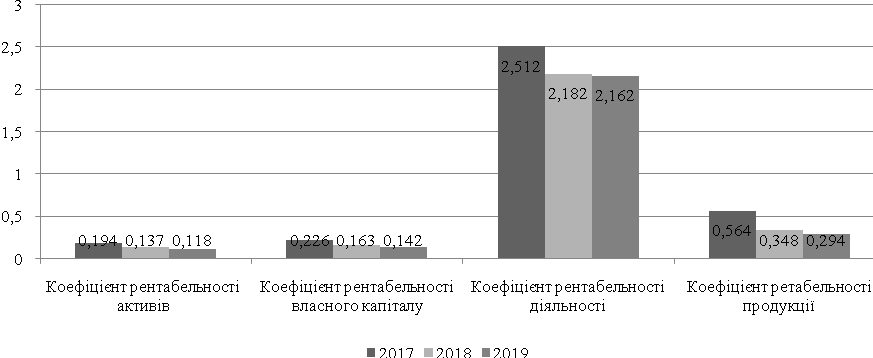 3
2,5
2
1,5
1
0,5
0
0,194 0,137 0,118
0,226 0,163 0,142
2,512 2,182 2,162
0,564 0,348 0,294
Коефіцієнт рентабельності
активів
Коефіцієнт рентабельності
власного капіталу
Коефіцієнт рентабельності
діяльності
Коефіцієнт ретабельності
продукції
2017 2018 2019